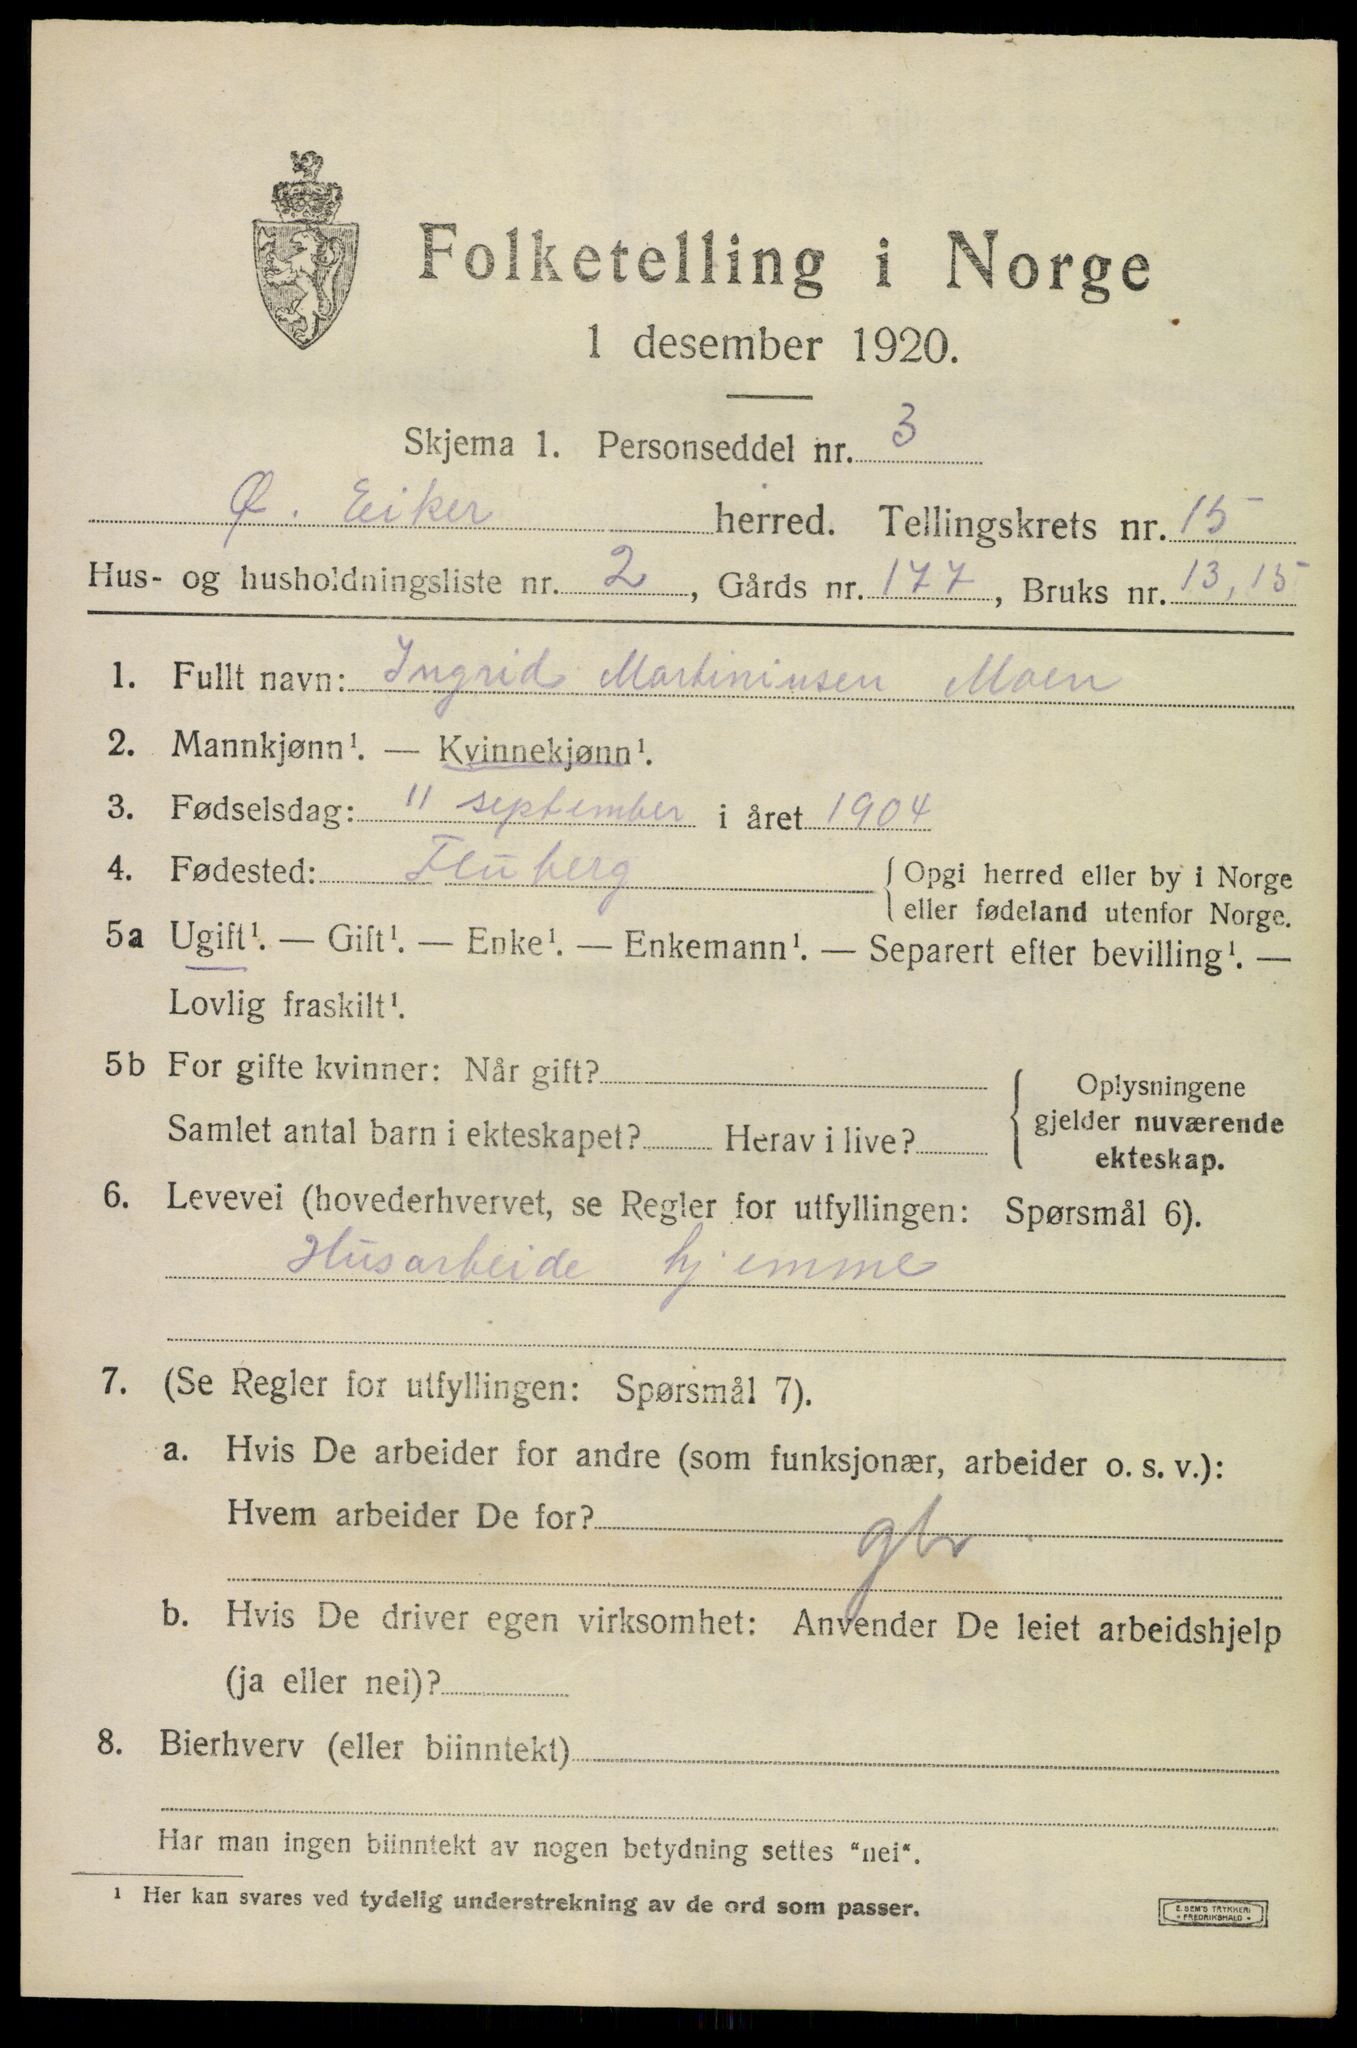 Folketelling i Norge
1 desember 1920.
Skjema 1. Personseddel nr. 3
Ø. Eiker herred. Tellingskrets nr. 15
Hus- og husholdningsliste nr. 2, Gårds nr. 177, Bruks nr. 13, 15
1. Fullt navn: Ingrid Martiniusen Moen
2. Mannkjønn¹. — Kvinnekjønn¹.
3. Fødselsdag: 11 september i året 1904
4. Fødested: Fluberg {Opgi herred eller by i Norge
eller fødeland utenfor Norge.
5a Ugift¹. — Gift¹. — Enke¹. — Enkemann¹. — Separert efter bevilling¹. —
Lovlig fraskilt¹.
5b For gifte kvinner: Når gift?
Samlet antal barn i ekteskapet? Herav i live?
{Oplysningene
gjelder nuværende
ekteskap.
6. Levevei (hovederhvervet, se Regler for utfyllingen: Spørsmål 6).
Husarbeide hjemme
7. (Se Regler for utfyllingen: Spørsmål 7).
a. Hvis De arbeider for andre (som funksjonær, arbeider o. s. v.):
Hvem arbeider De for? gbr
b. Hvis De driver egen virksomhet: Anvender De leiet arbeidshjelp
(ja eller nei)?
8. Bierhverv (eller biinntekt)
Har man ingen biinntekt av nogen betydning settes "nei".
¹ Her kan svares ved tydelig understrekning av de ord som passer.
E. SEM'S TRYKKERI
• FREDRIKSHALD •